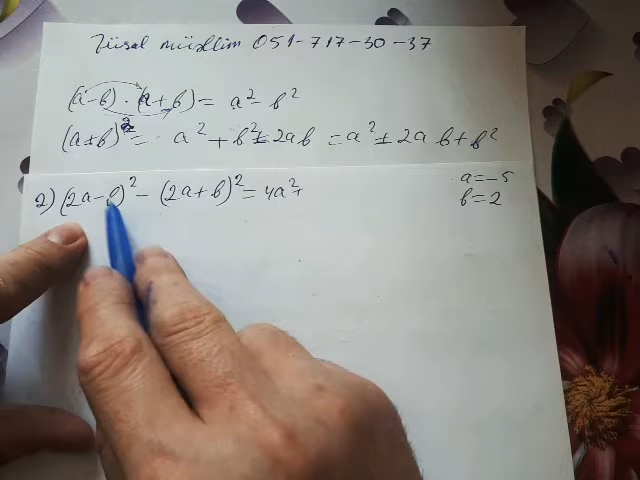 Züsal müəllim 051-717-30-37
(a-b)·(a+b)= a²-b²
(a±b)²= a²+b²±2ab =a²±2ab+b²
2) (2a-b)²-(2a+b)²=4a²+
a=-5
b=2